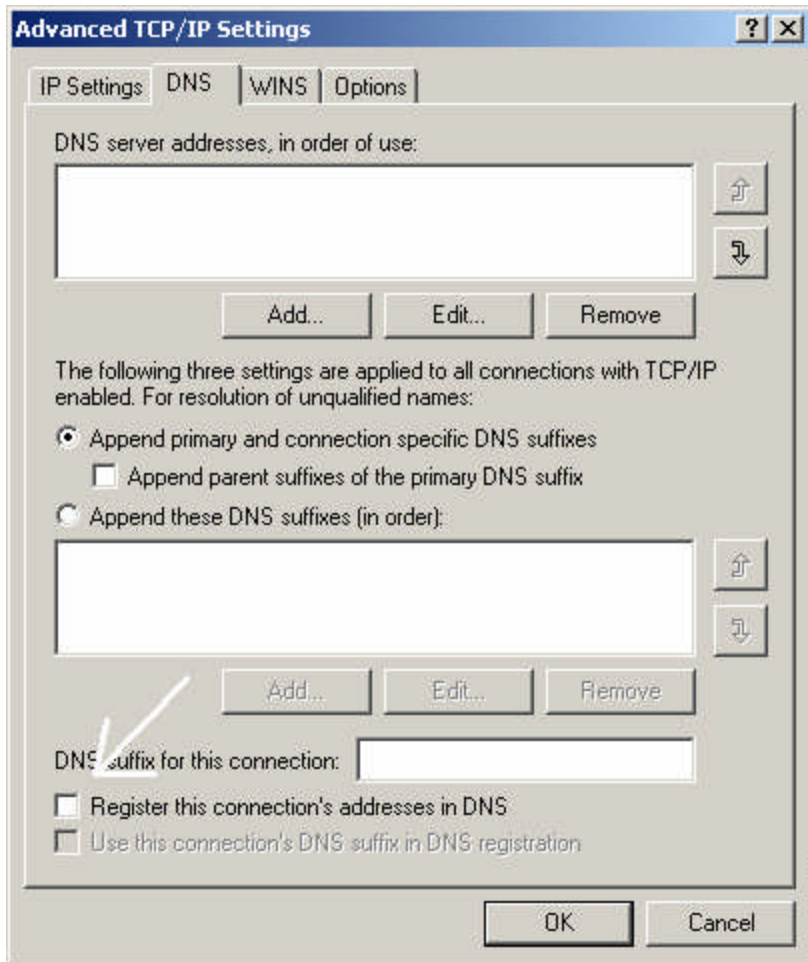 Advanced TCP/IP Settings
IP Settings DNS WINS Options
DNS server addresses, in order of use:
Add... Edit... Remove
The following three settings are applied to all connections with TCP/IP
enabled. For resolution of unqualified names:
Append primary and connection specific DNS suffixes
Append parent suffixes of the primary DNS suffix
Append these DNS suffixes (in order):
Add... Edit... Remove
DNS suffix for this connection:
Register this connection's addresses in DNS
Use this connection's DNS suffix in DNS registration
OK Cancel